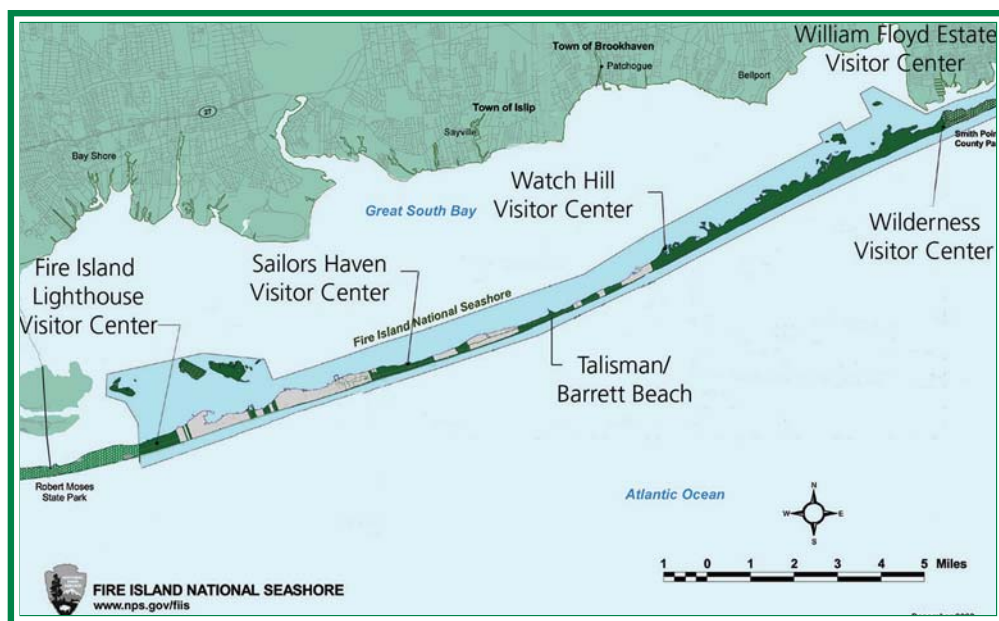 William Floyd Estate
Visitor Center
Town of Brookhaven
Patchogue
Bellport
27
Town of Islip
Sayville
Bay Shore
Smith Poin
County Pa
Watch Hill
Visitor Center
Great South Bay
Wilderness
Visitor Center
Sailors Haven
Visitor Center
Fire Island
Lighthouse
Visitor Center
Fire Island National Seashore
Talisman/
Barrett Beach
Robert Moses
State Park
Atlantic Ocean
N
W
E
S
1 0 1 2 3 4 5 Miles
FIRE ISLAND NATIONAL SEASHORE
www.nps.gov/fiis